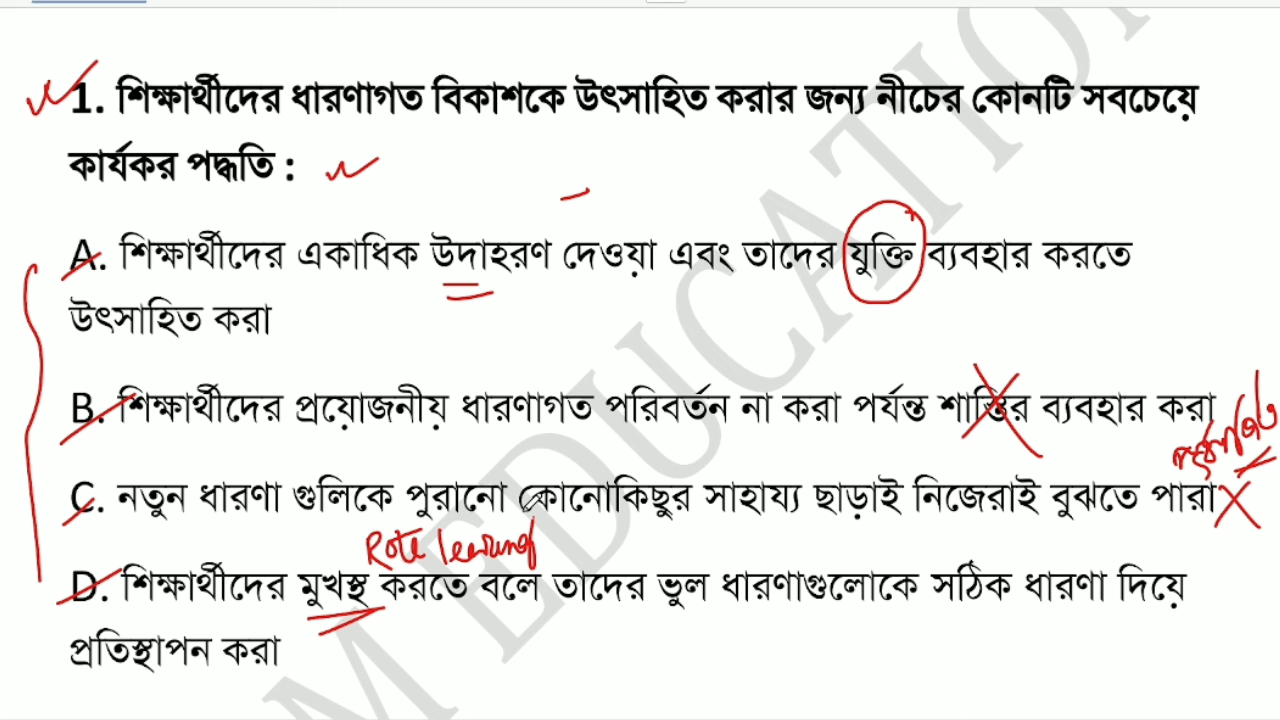 1. শিক্ষার্থীদের ধারণাগত বিকাশকে উৎসাহিত করার জন্য নীচের কোনটি সবচেয়ে
কার্যকর পদ্ধতি :
A. শিক্ষার্থীদের একাধিক উদাহরণ দেওয়া এবং তাদের যুক্তি ব্যবহার করতে
উৎসাহিত করা
B. শিক্ষার্থীদের প্রয়োজনীয় ধারণাগত পরিবর্তন না করা পর্যন্ত শাস্তির ব্যবহার করা
C. নতুন ধারণা গুলিকে পুরানো কোনোকিছুর সাহায্য ছাড়াই নিজেরাই বুঝতে পারা
Rote learning
D. শিক্ষার্থীদের মুখস্থ করতে বলে তাদের ভুল ধারণাগুলোকে সঠিক ধারণা দিয়ে
প্রতিস্থাপন করা
M EDUCATION